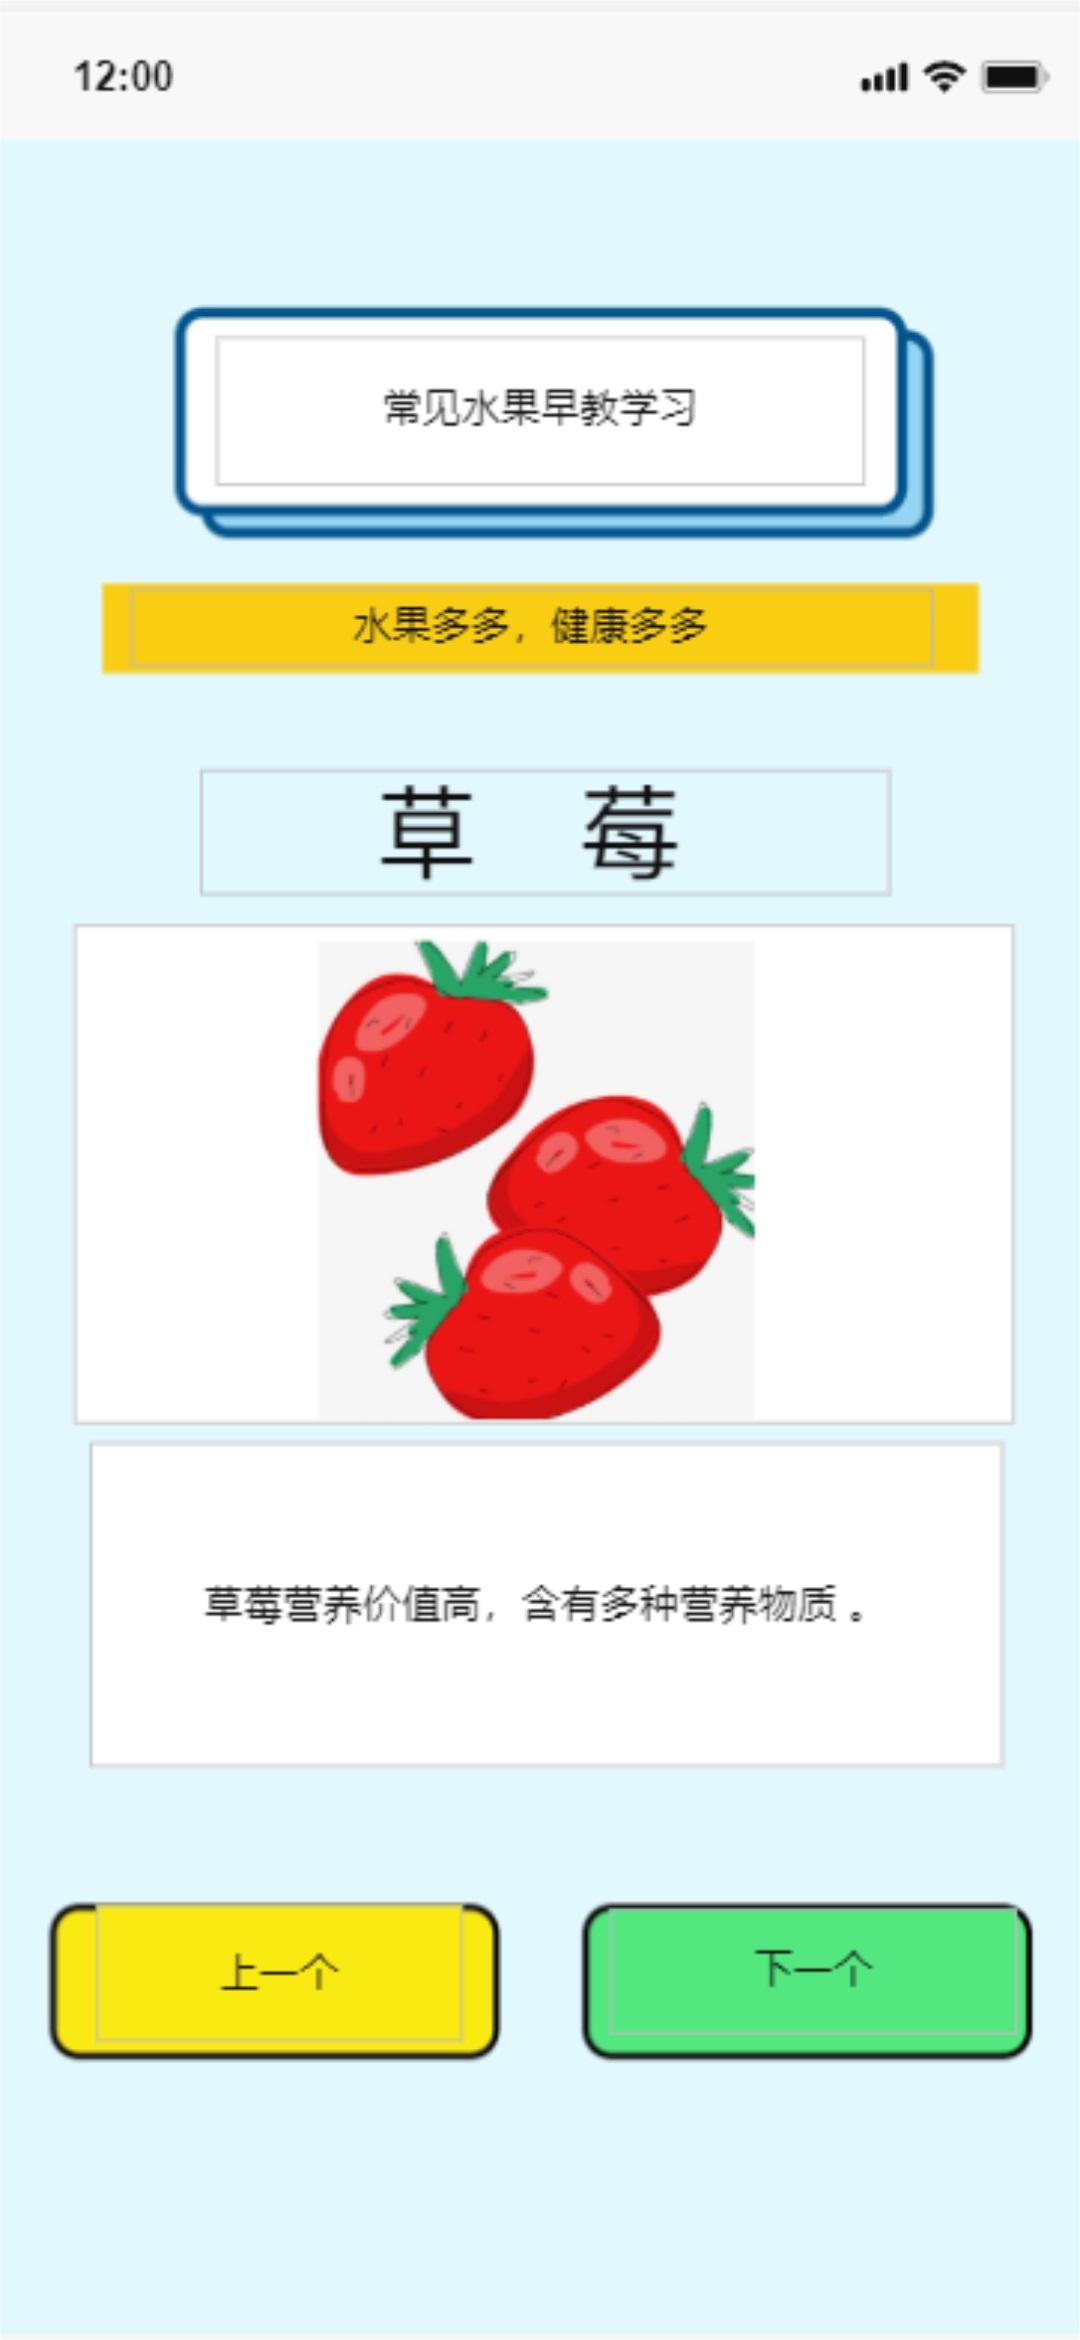 12:00
常见水果早教学习
水果多多，健康多多
草 莓
草莓营养价值高，含有多种营养物质 。
上一个
下一个